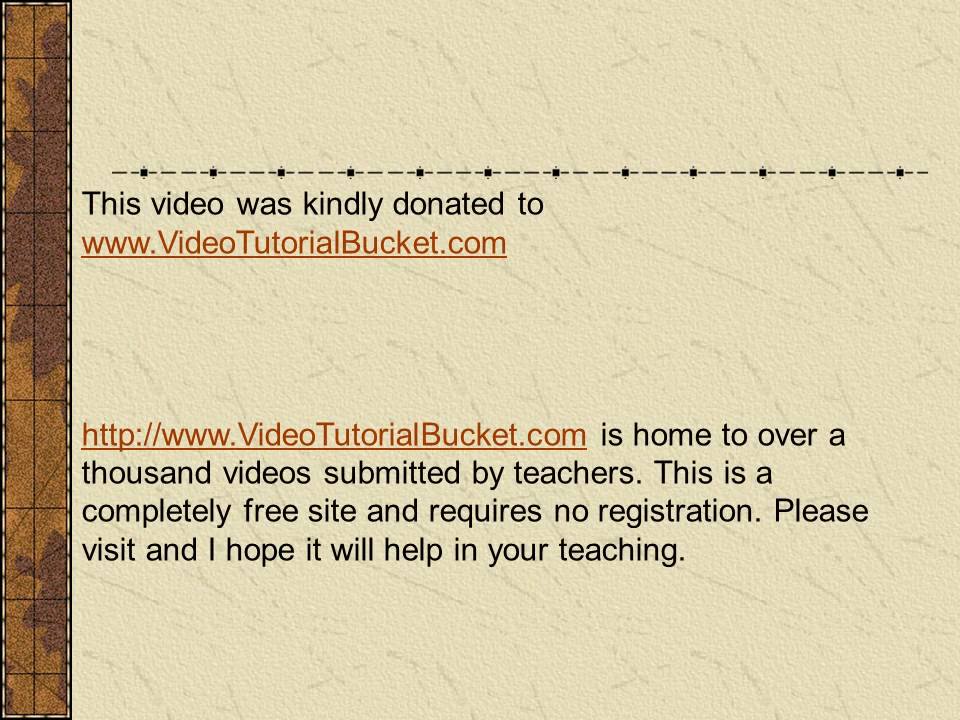 This video was kindly donated to
www.VideoTutorialBucket.com
http://www.VideoTutorialBucket.com is home to over a
thousand videos submitted by teachers. This is a
completely free site and requires no registration. Please
visit and I hope it will help in your teaching.